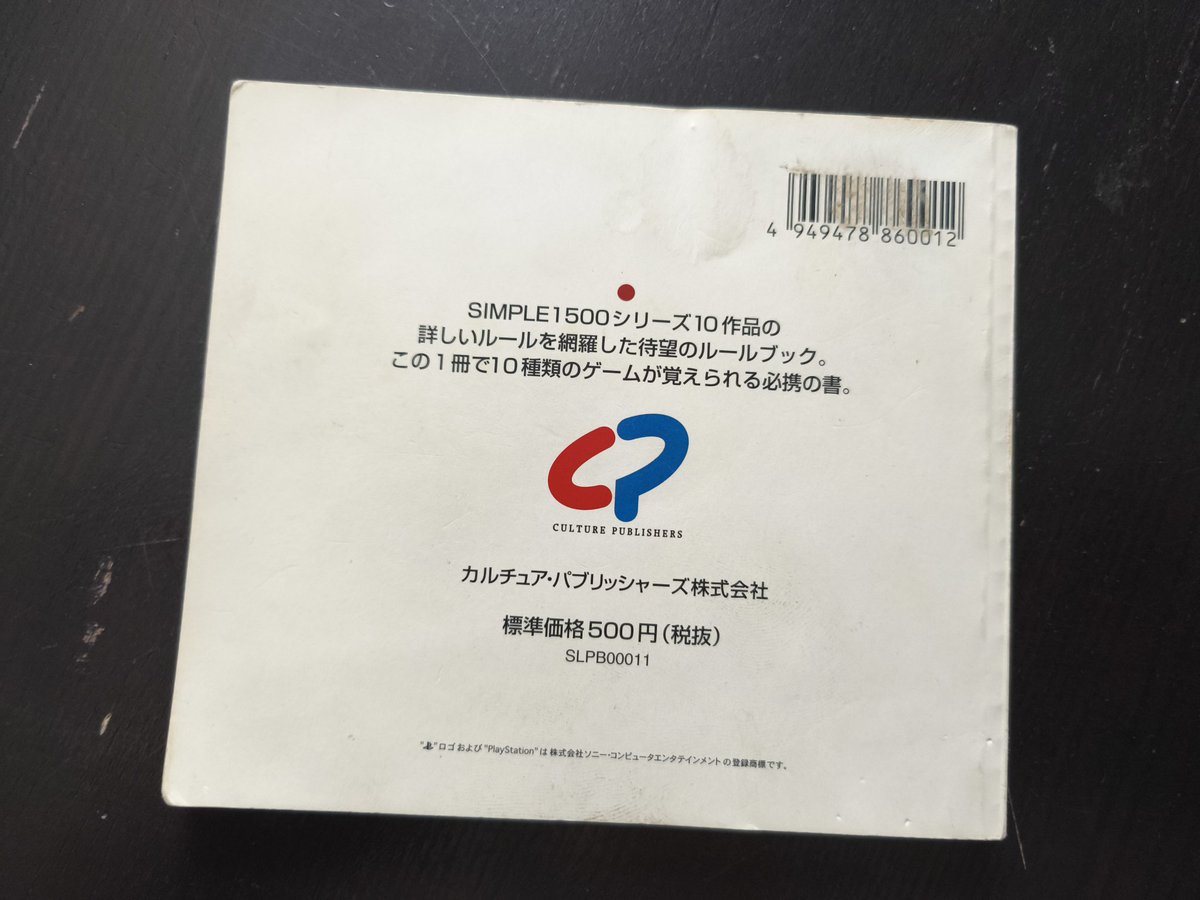 4 949478 860012
SIMPLE1500シリーズ10作品の
詳しいルールを網羅した待望のルールブック。
この1冊で10種類のゲームが覚えられる必携の書。
CP
CULTURE PUBLISHERS
カルチュア・パブリッシャーズ株式会社
標準価格500円（税抜）
SLPB00011
"PS"ロゴおよび"PlayStation"は株式会社ソニー・コンピュータエンタテインメントの登録商標です。